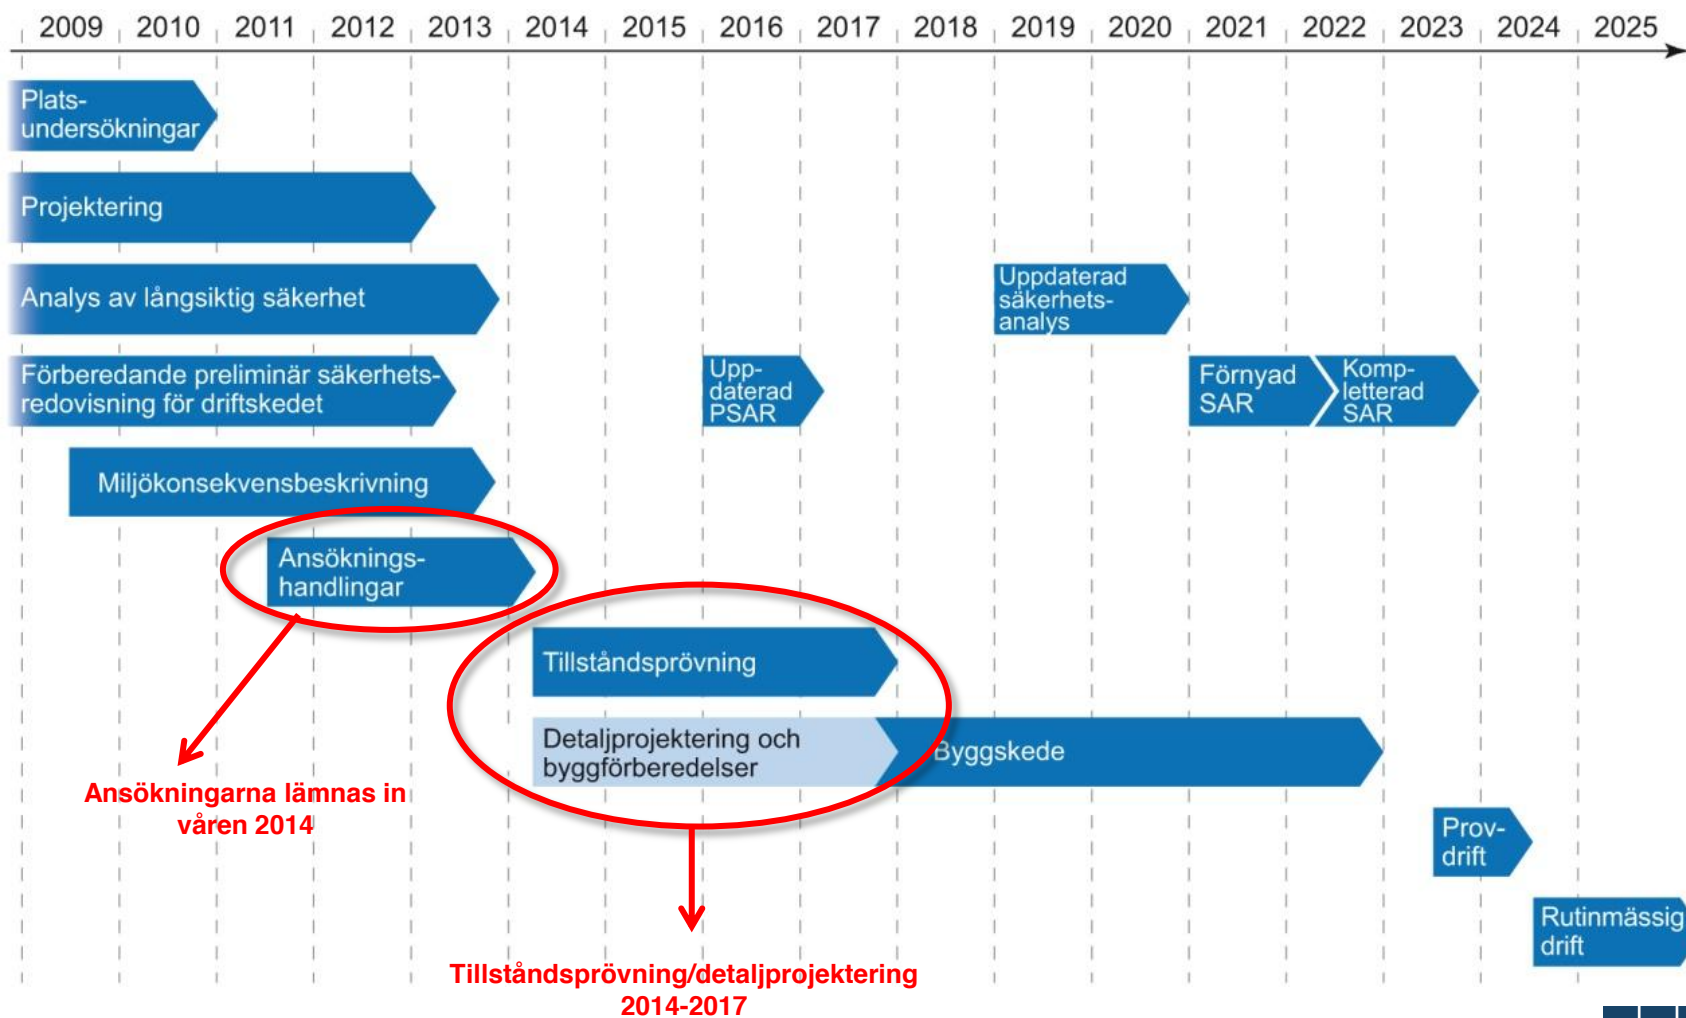 2009 2010 2011 2012 2013 2014 2015 2016 2017 2018 2019 2020 2021 2022 2023 2024 2025
Plats-
undersökningar
Projektering
Analys av långsiktig säkerhet
Uppdaterad
säkerhets-
analys
Förberedande preliminär säkerhets-
redovisning för driftskedet
Upp-
daterad
PSAR
Förnyad
SAR
Komp-
letterad
SAR
Miljökonsekvensbeskrivning
Ansöknings-
handlingar
Tillståndsprövning
Detaljprojektering och
byggförberedelser
Byggskede
Ansökningarna lämnas in
våren 2014
Prov-
drift
Rutinmässig
drift
Tillståndsprövning/detaljprojektering
2014-2017